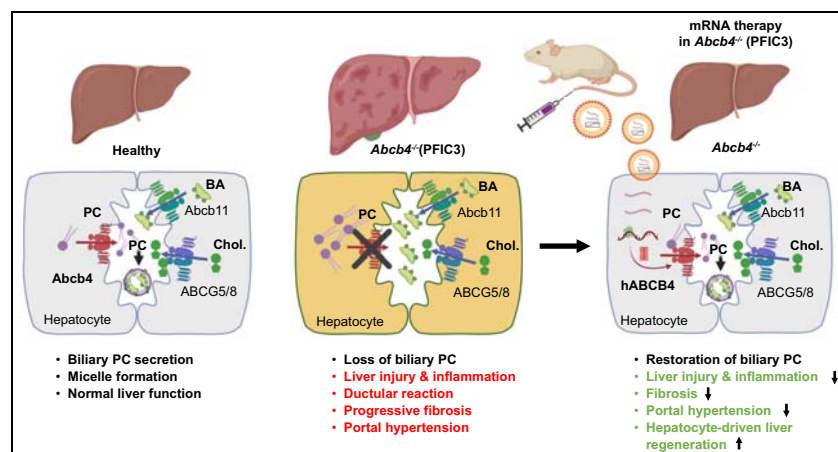 Healthy
PC
BA
Abcb11
PC
Chol.
Abcb4
ABCG5/8
Hepatocyte
• Biliary PC secretion
• Micelle formation
• Normal liver function
Abcb4-/-(PFIC3)
PC
BA
Abcb11
Chol.
ABCG5/8
Hepatocyte
• Loss of biliary PC
• Liver injury & inflammation
• Ductular reaction
• Progressive fibrosis
• Portal hypertension
mRNA therapy
in Abcb4-/- (PFIC3)
Abcb4-/-
PC
BA
Abcb11
PC
Chol.
hABCB4
ABCG5/8
Hepatocyte
• Restoration of biliary PC
• Liver injury & inflammation ↓
• Fibrosis ↓
• Portal hypertension ↓
• Hepatocyte-driven liver
regeneration ↑